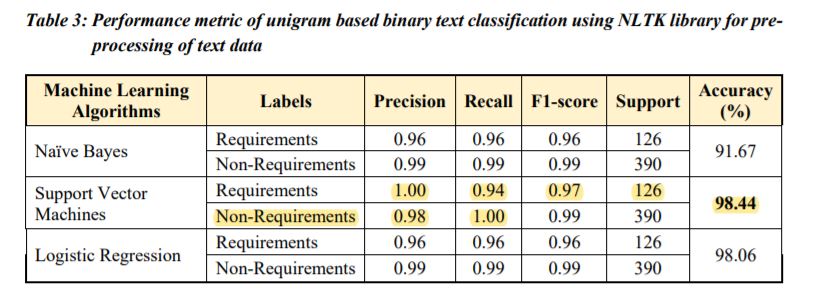 Table 3: Performance metric of unigram based binary text classification using NLTK library for pre-
processing of text data
Machine Learning Algorithms Labels Precision Recall F1-score Support Accuracy (%)
Naïve Bayes Requirements 0.96 0.96 0.96 126 91.67
Non-Requirements 0.99 0.99 0.99 390
Support Vector Machines Requirements 1.00 0.94 0.97 126 98.44
Non-Requirements 0.98 1.00 0.99 390
Logistic Regression Requirements 0.96 0.96 0.96 126 98.06
Non-Requirements 0.99 0.99 0.99 390